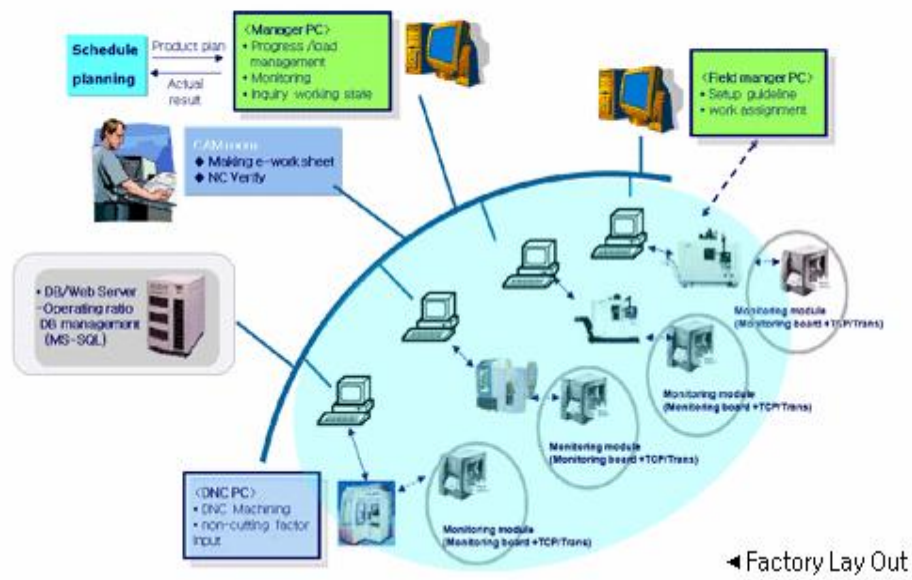 Schedule
planning
Product plan
Actual
result
<Manager PC>
• Progress /load
management
• Monitoring
• Inquiry working state
<Field manger PC>
• Setup guideline
• work assignment
CAM room
◆ Making e-work sheet
◆ NC Verify
• DB/Web Server
-Operating ratio
DB management
(MS-SQL)
Monitoring module
(Monitoring board +TCP/Trans)
Monitoring module
(Monitoring board +TCP/Trans)
Monitoring module
(Monitoring board +TCP/Trans)
Monitoring module
(Monitoring board +TCP/Trans)
<DNC PC>
• DNC Machining
• non-cutting factor
input
◄ Factory Lay Out